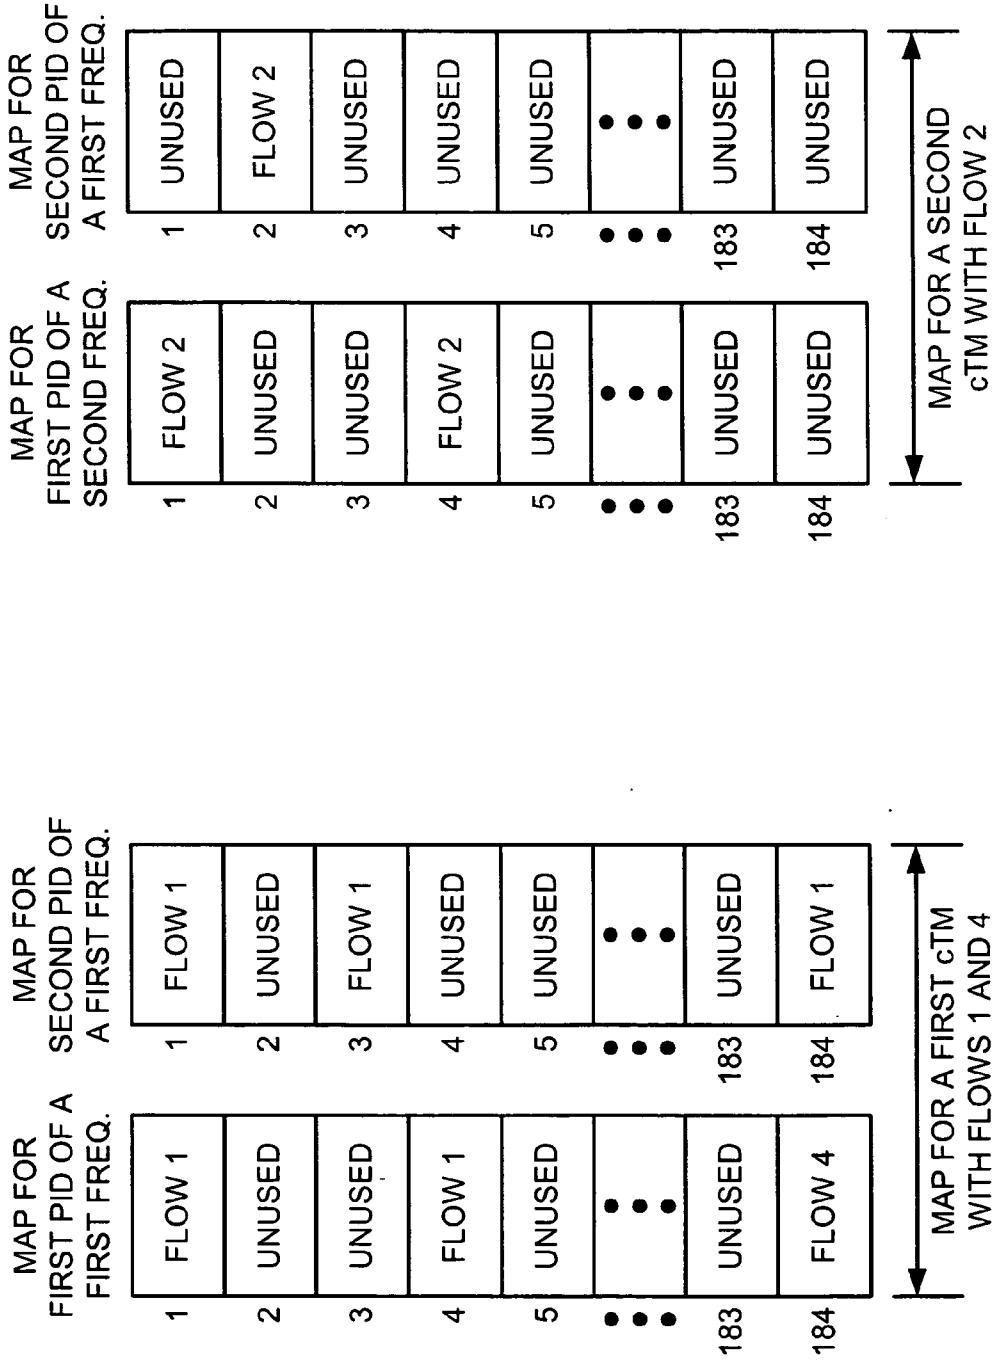 MAP FOR
FIRST PID OF A
FIRST FREQ.
1 FLOW 1
2 UNUSED
3 UNUSED
4 FLOW 1
5 UNUSED
183 UNUSED
184 FLOW 4
MAP FOR
SECOND PID OF
A FIRST FREQ.
1 FLOW 1
2 UNUSED
3 FLOW 1
4 UNUSED
5 UNUSED
183 UNUSED
184 FLOW 1
MAP FOR A FIRST cTM
WITH FLOWS 1 AND 4
MAP FOR
FIRST PID OF A
SECOND FREQ.
1 FLOW 2
2 UNUSED
3 UNUSED
4 FLOW 2
5 UNUSED
183 UNUSED
184 UNUSED
MAP FOR
SECOND PID OF
A FIRST FREQ.
1 UNUSED
2 FLOW 2
3 UNUSED
4 UNUSED
5 UNUSED
183 UNUSED
184 UNUSED
MAP FOR A SECOND
cTM WITH FLOW 2